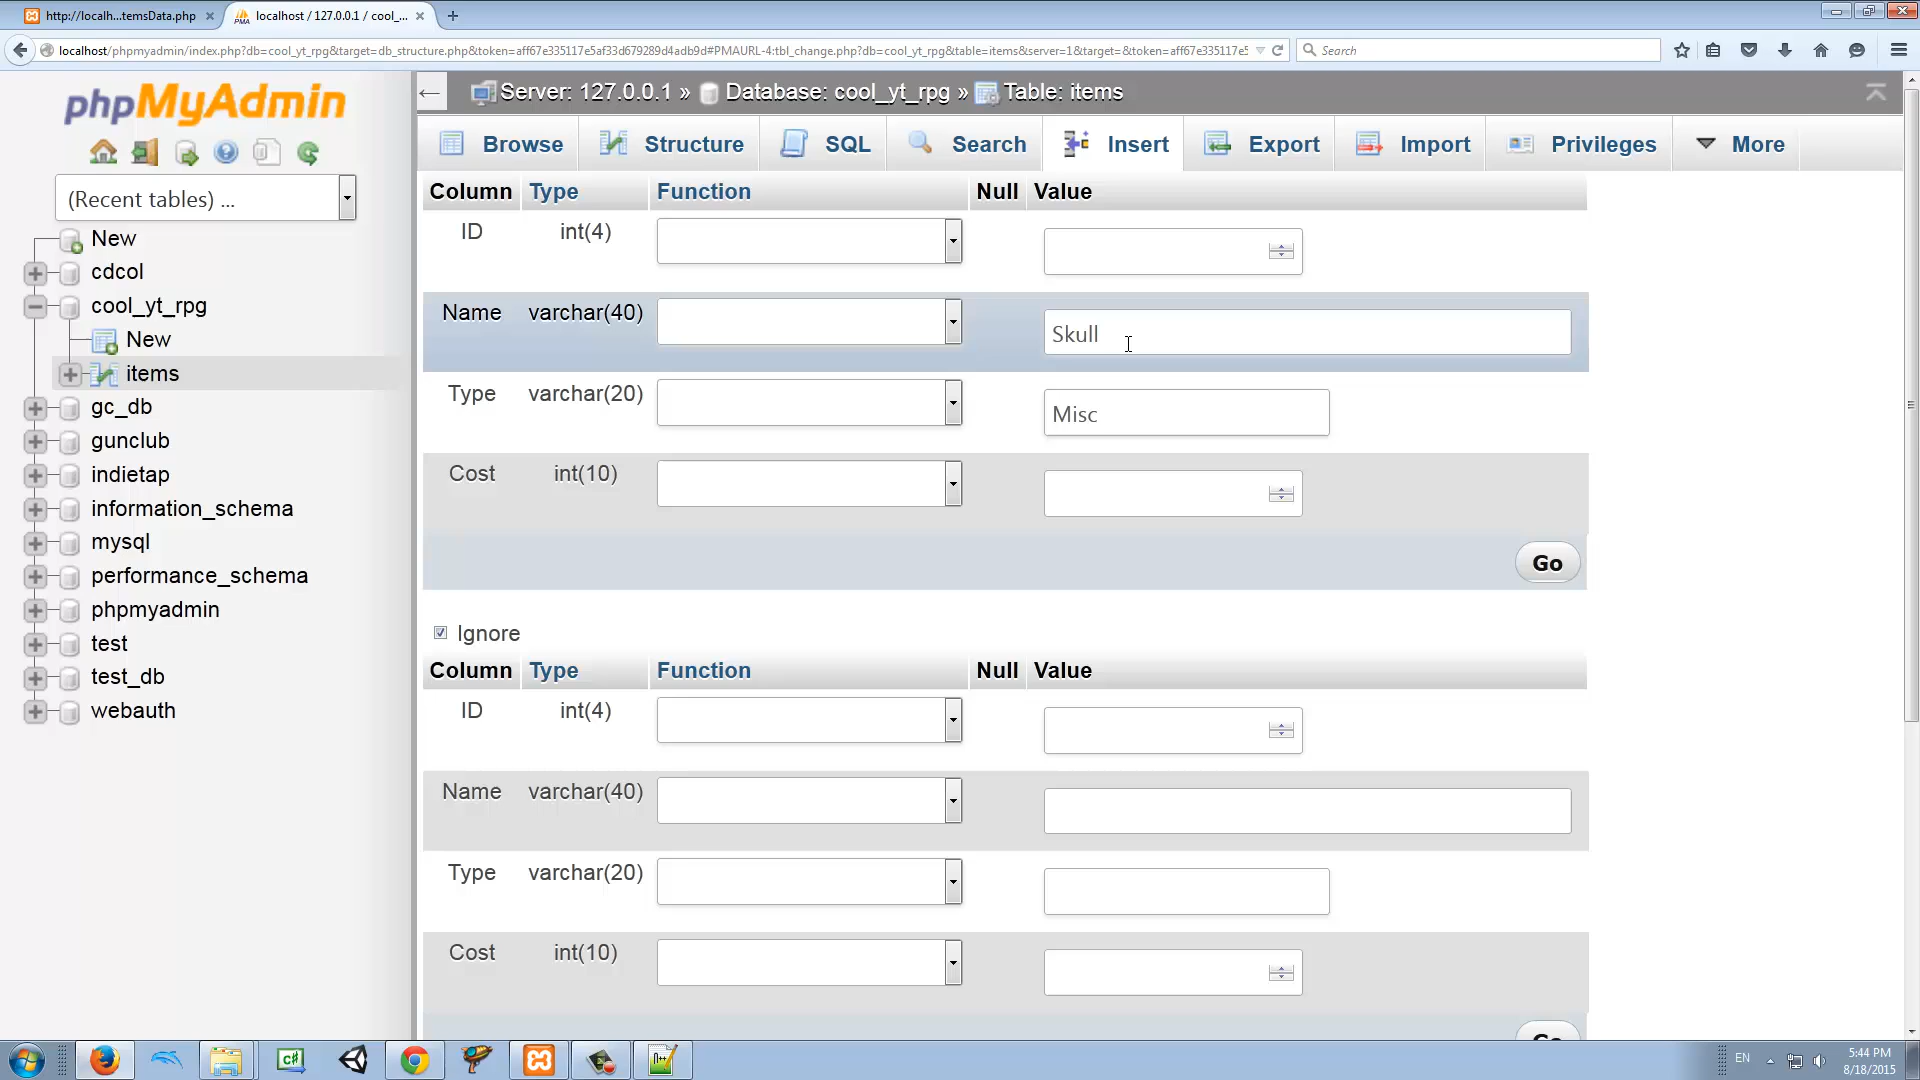 http://localh...temsData.php
localhost / 127.0.0.1 / cool_...
localhost/phpmyadmin/index.php?db=cool_yt_rpg&target=db_structure.php&token=aff67e335117e5af33d679289d4adb9d#PMAURL-4:tbl_change.php?db=cool_yt_rpg&table=items&server=1&target=&token=aff67e335117e5
Search
phpMyAdmin
(Recent tables) ...
New
cdcol
cool_yt_rpg
New
items
gc_db
gunclub
indietap
information_schema
mysql
performance_schema
phpmyadmin
test
test_db
webauth
Server: 127.0.0.1 » Database: cool_yt_rpg » Table: items
Browse Structure SQL Search Insert Export Import Privileges More
Column Type Function Null Value
ID int(4)
Name varchar(40) Skull
Type varchar(20) Misc
Cost int(10)
Go
Ignore
Column Type Function Null Value
ID int(4)
Name varchar(40)
Type varchar(20)
Cost int(10)
Go
EN
5:44 PM
8/18/2015